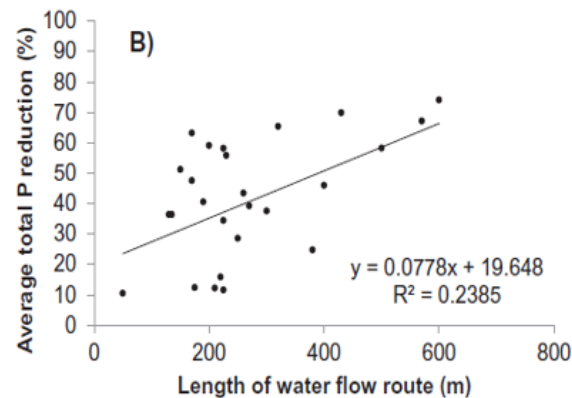 B)
Average total P reduction (%)
100
90
80
70
60
50
40
30
20
10
0
y = 0.0778x + 19.648
R² = 0.2385
0 200 400 600 800
Length of water flow route (m)